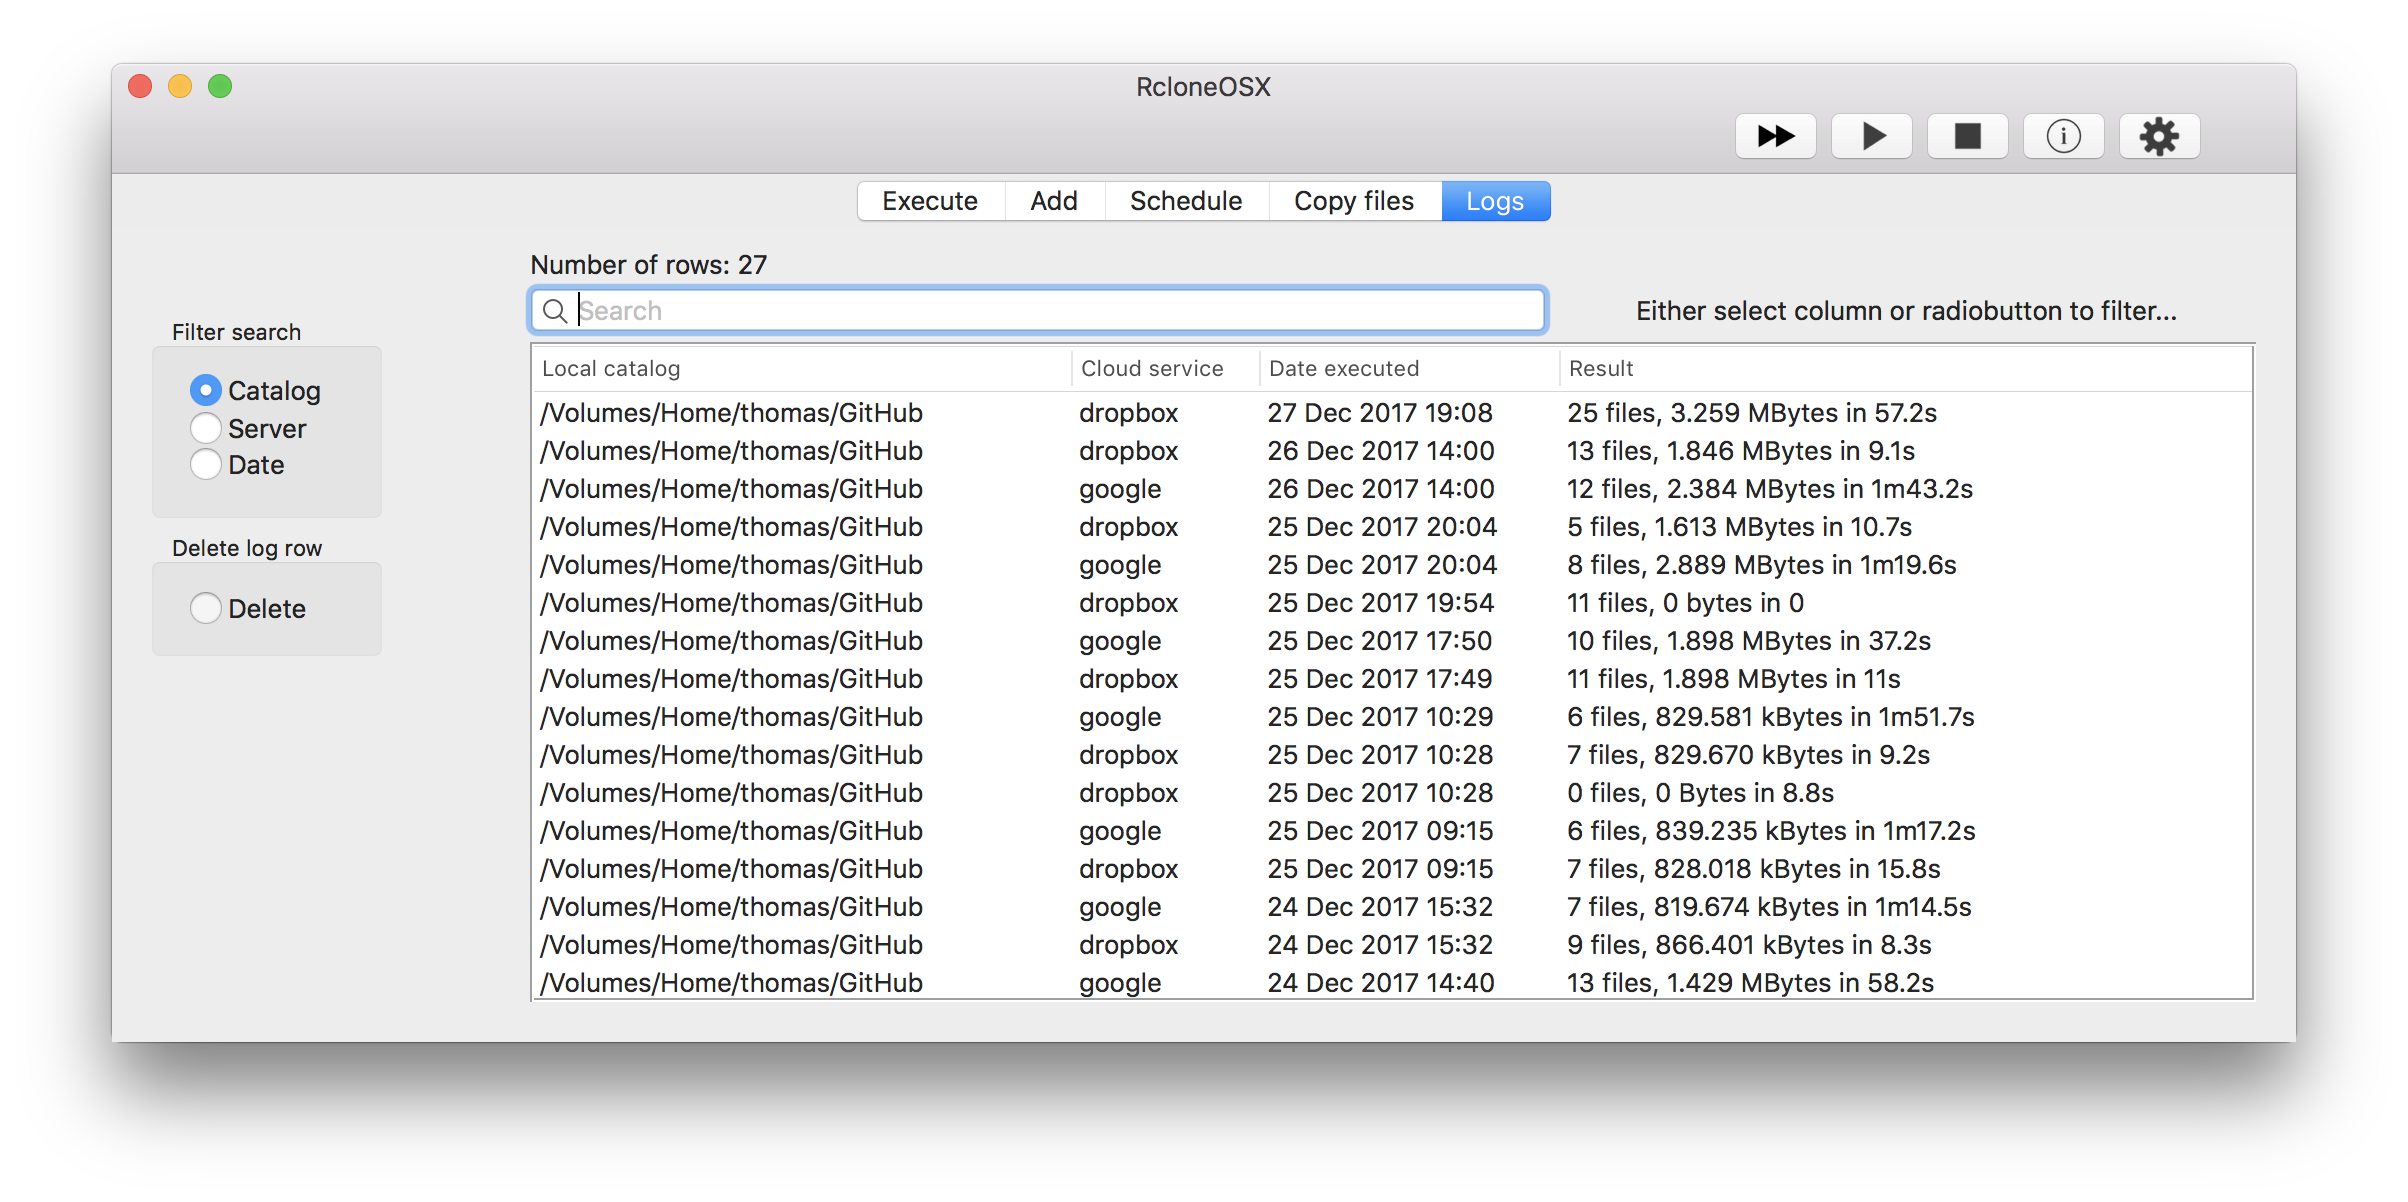 RcloneOSX
Execute Add Schedule Copy files Logs
Number of rows: 27
Search
Either select column or radiobutton to filter...
Filter search
Catalog
Server
Date
Delete log row
Delete
Local catalog Cloud service Date executed Result
/Volumes/Home/thomas/GitHub dropbox 27 Dec 2017 19:08 25 files, 3.259 MBytes in 57.2s
/Volumes/Home/thomas/GitHub dropbox 26 Dec 2017 14:00 13 files, 1.846 MBytes in 9.1s
/Volumes/Home/thomas/GitHub google 26 Dec 2017 14:00 12 files, 2.384 MBytes in 1m43.2s
/Volumes/Home/thomas/GitHub dropbox 25 Dec 2017 20:04 5 files, 1.613 MBytes in 10.7s
/Volumes/Home/thomas/GitHub google 25 Dec 2017 20:04 8 files, 2.889 MBytes in 1m19.6s
/Volumes/Home/thomas/GitHub dropbox 25 Dec 2017 19:54 11 files, 0 bytes in 0
/Volumes/Home/thomas/GitHub google 25 Dec 2017 17:50 10 files, 1.898 MBytes in 37.2s
/Volumes/Home/thomas/GitHub dropbox 25 Dec 2017 17:49 11 files, 1.898 MBytes in 11s
/Volumes/Home/thomas/GitHub google 25 Dec 2017 10:29 6 files, 829.581 kBytes in 1m51.7s
/Volumes/Home/thomas/GitHub dropbox 25 Dec 2017 10:28 7 files, 829.670 kBytes in 9.2s
/Volumes/Home/thomas/GitHub dropbox 25 Dec 2017 10:28 0 files, 0 Bytes in 8.8s
/Volumes/Home/thomas/GitHub google 25 Dec 2017 09:15 6 files, 839.235 kBytes in 1m17.2s
/Volumes/Home/thomas/GitHub dropbox 25 Dec 2017 09:15 7 files, 828.018 kBytes in 15.8s
/Volumes/Home/thomas/GitHub google 24 Dec 2017 15:32 7 files, 819.674 kBytes in 1m14.5s
/Volumes/Home/thomas/GitHub dropbox 24 Dec 2017 15:32 9 files, 866.401 kBytes in 8.3s
/Volumes/Home/thomas/GitHub google 24 Dec 2017 14:40 13 files, 1.429 MBytes in 58.2s